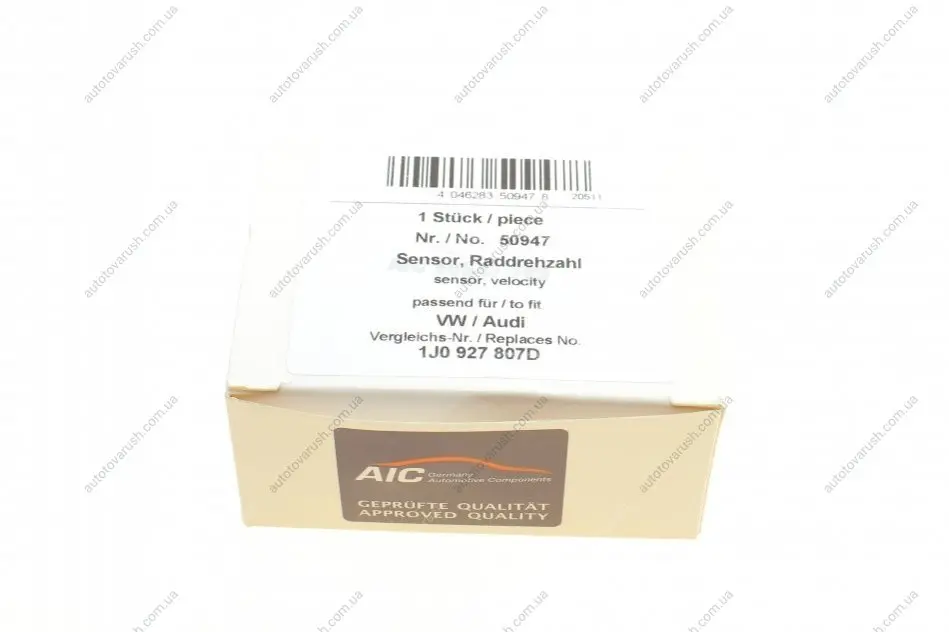 4 046283 50947 8 20511
1 Stück / piece
Nr. / No. 50947
Sensor, Raddrehzahl
sensor, velocity
passend für / to fit
VW / Audi
Vergleichs-Nr. / Replaces No.
1J0 927 807D
AIC Germany
Automotive Components
GEPRÜFTE QUALITÄT
APPROVED QUALITY
autotovarush.com.ua